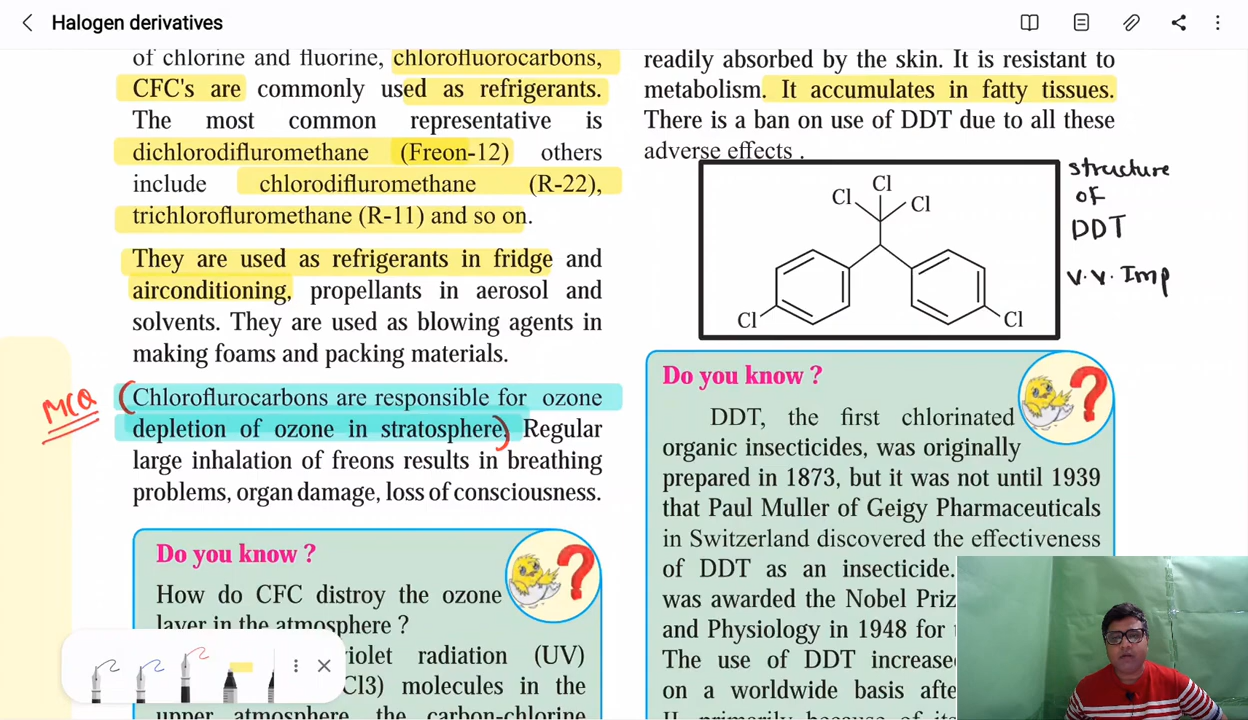 Halogen derivatives
of chlorine and fluorine, chlorofluorocarbons,
CFC's are commonly used as refrigerants.
The most common representative is
dichlorodifluromethane (Freon-12) others
include chlorodifluromethane (R-22),
trichlorofluromethane (R-11) and so on.
They are used as refrigerants in fridge and
airconditioning, propellants in aerosol and
solvents. They are used as blowing agents in
making foams and packing materials.
MCQ
(Chloroflurocarbons are responsible for ozone
depletion of ozone in stratosphere.) Regular
large inhalation of freons results in breathing
problems, organ damage, loss of consciousness.
Do you know ?
How do CFC distroy the ozone
layer in the atmosphere ?
violet radiation (UV)
Cl3) molecules in the
upper atmosphere, the carbon-chlorine
readily absorbed by the skin. It is resistant to
metabolism. It accumulates in fatty tissues.
There is a ban on use of DDT due to all these
adverse effects .
Cl
Cl
Cl
Cl
Cl
structure
of
DDT
v.v. Imp
Do you know ?
DDT, the first chlorinated
organic insecticides, was originally
prepared in 1873, but it was not until 1939
that Paul Muller of Geigy Pharmaceuticals
in Switzerland discovered the effectiveness
of DDT as an insecticide.
was awarded the Nobel Priz
and Physiology in 1948 for
The use of DDT increase
on a worldwide basis afte
II, primarily because of its